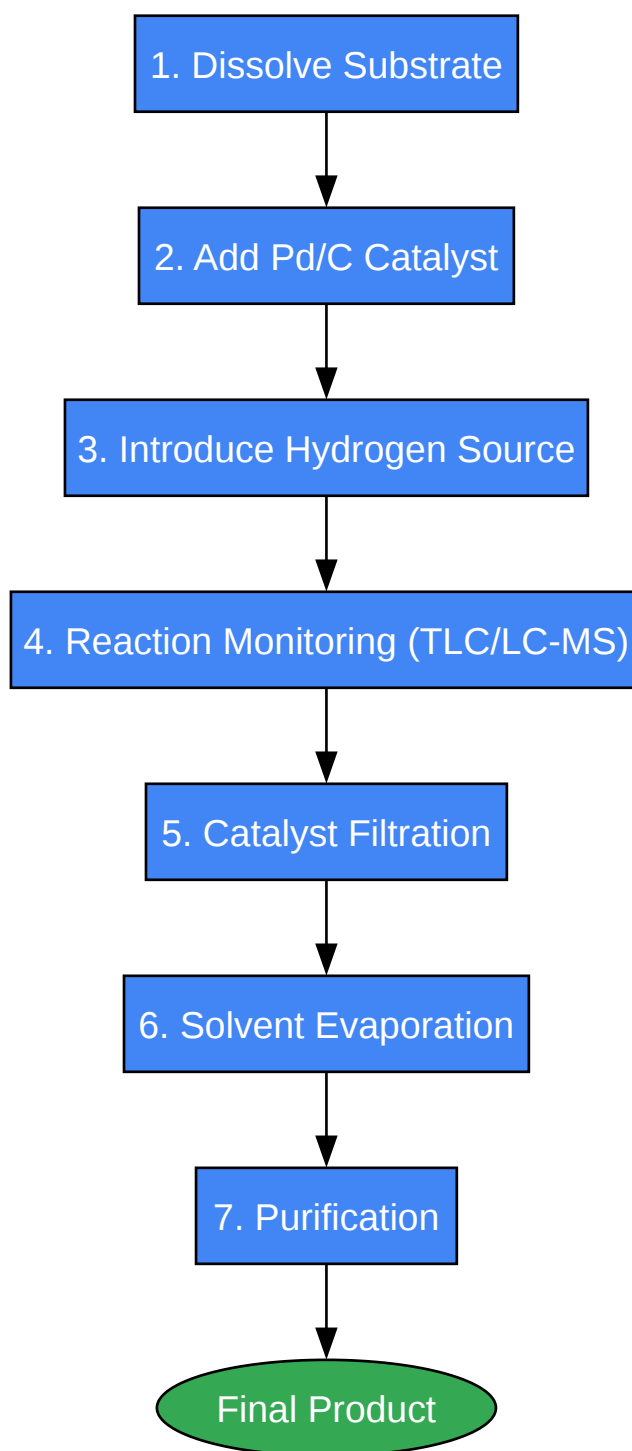 1. Dissolve Substrate
2. Add Pd/C Catalyst
3. Introduce Hydrogen Source
4. Reaction Monitoring (TLC/LC-MS)
5. Catalyst Filtration
6. Solvent Evaporation
7. Purification
Final Product